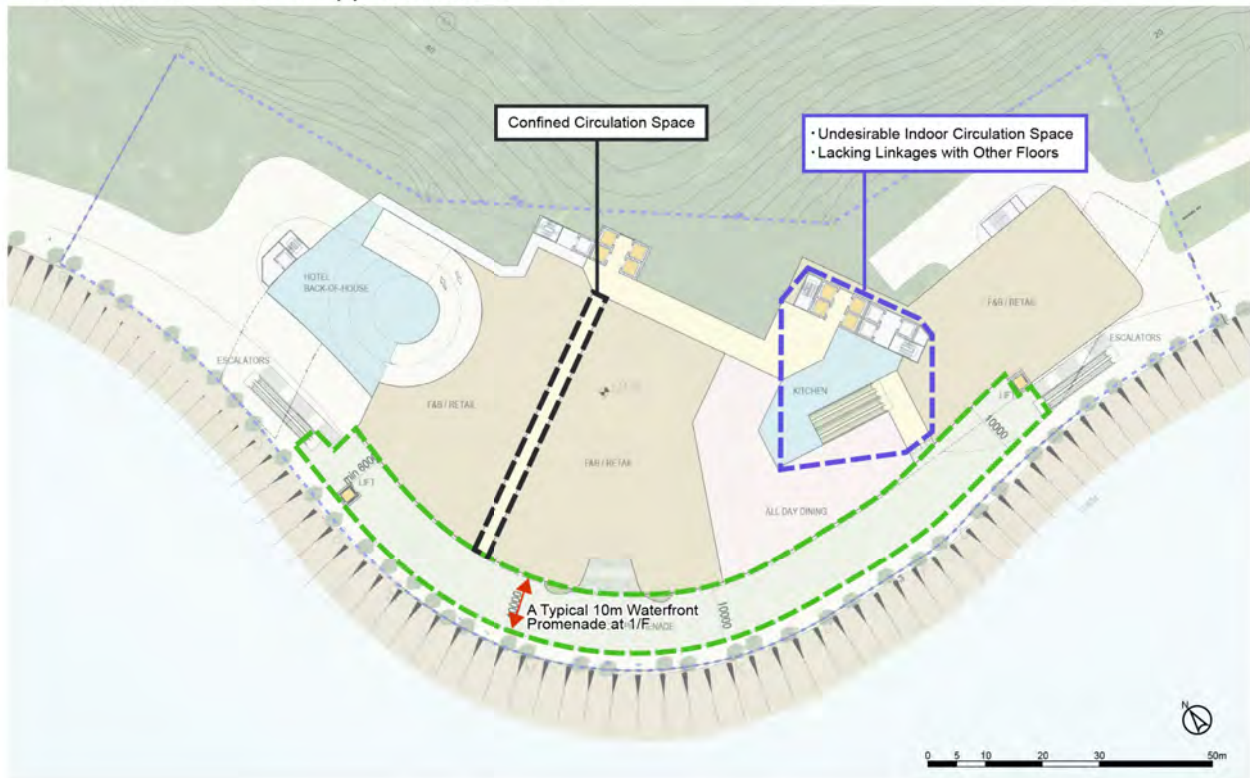 40
20
Confined Circulation Space
· Undesirable Indoor Circulation Space
· Lacking Linkages with Other Floors
HOTEL
BACK-OF-HOUSE
F&B / RETAIL
ESCALATORS
ESCALATORS
KITCHEN
F&B / RETAIL
LIFT
10000
min 6000
LIFT
F&B / RETAIL
ALL DAY DINING
A Typical 10m Waterfront
Promenade at 1/F
10000
N
0 5 10 20 30 50m